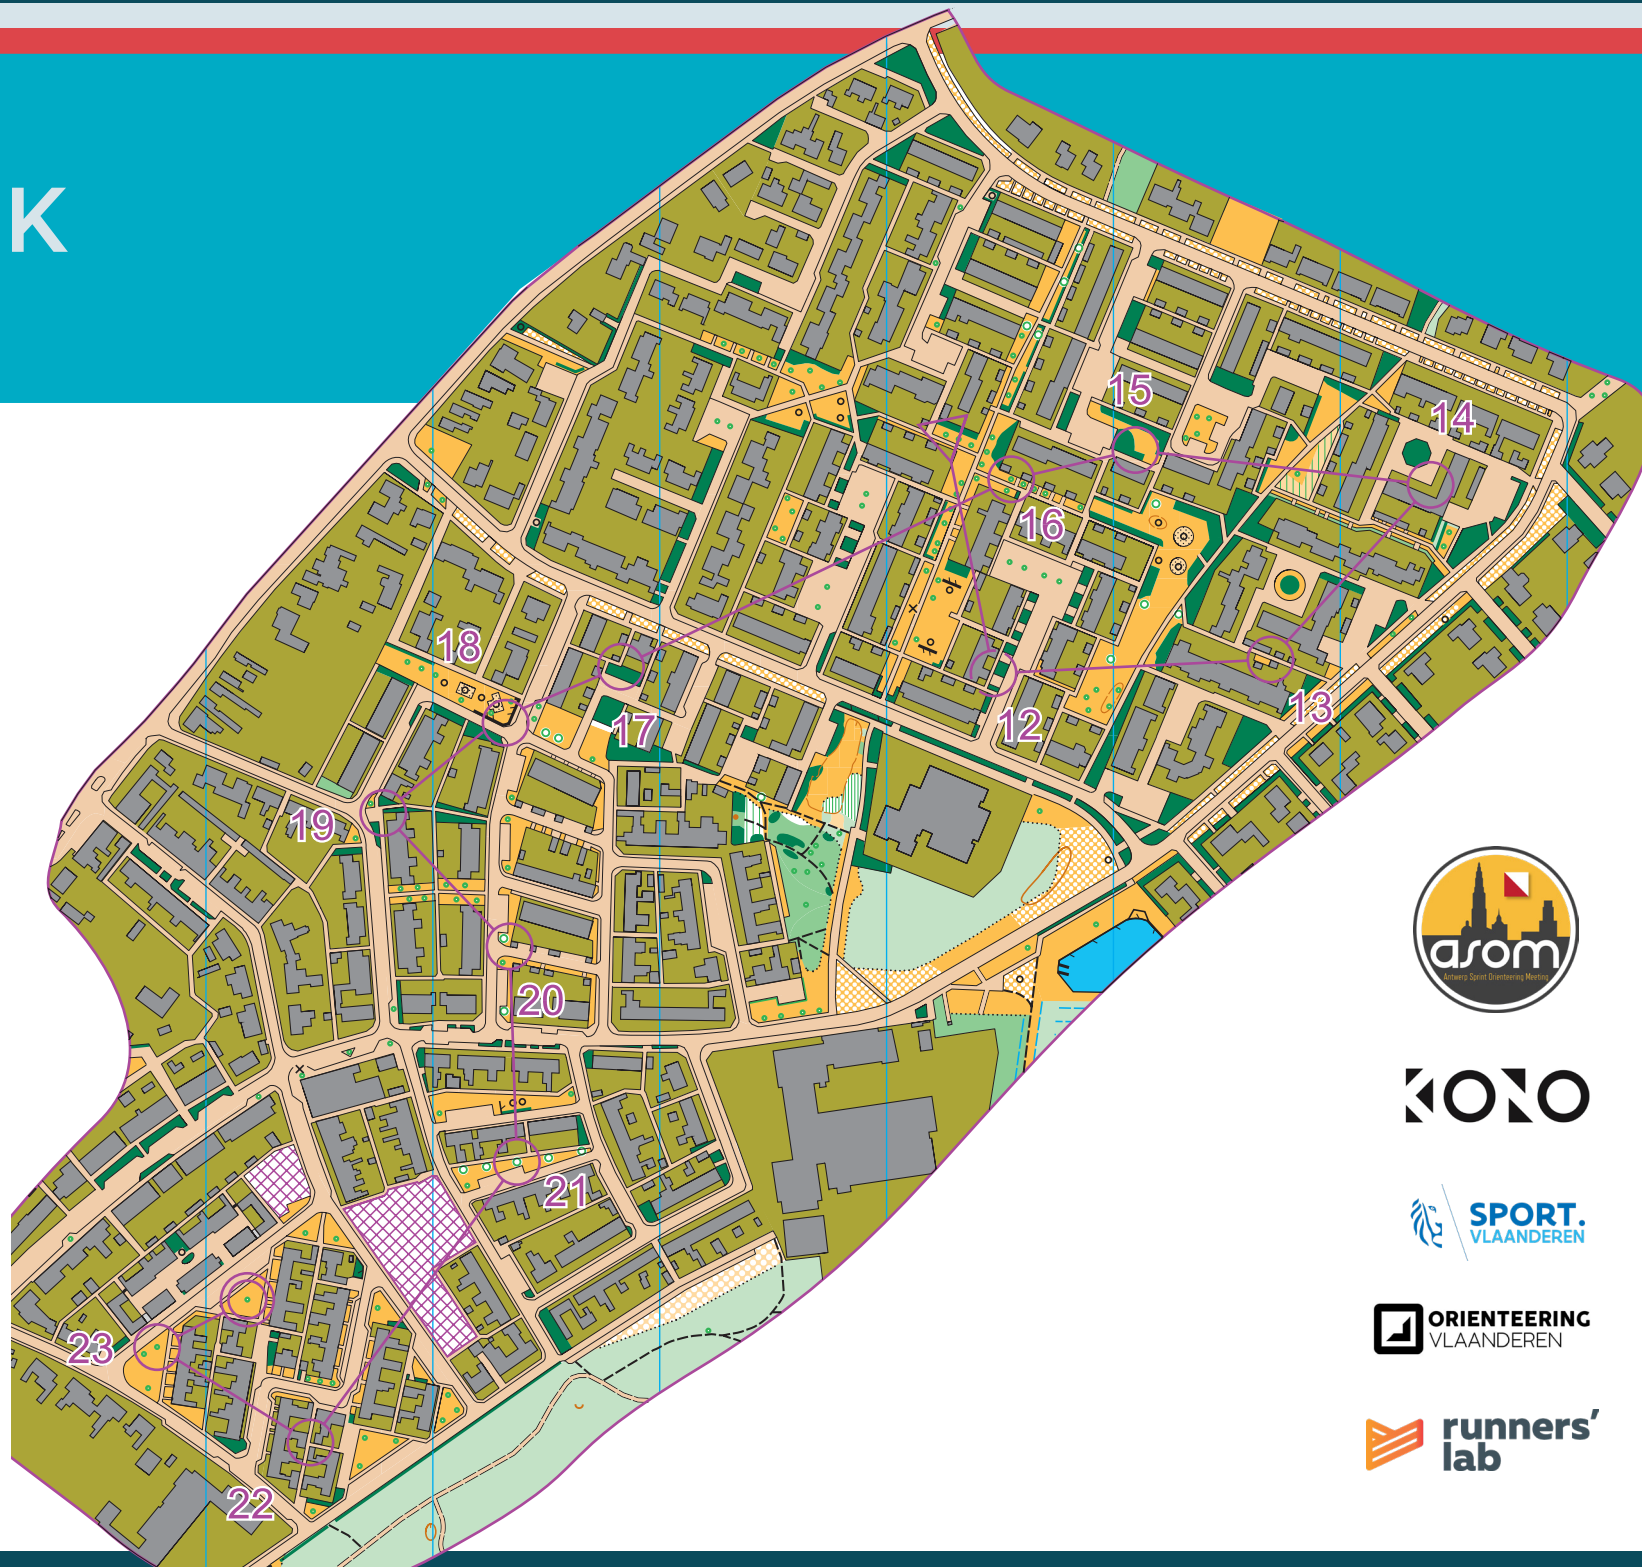 K
15
14
16
18
12
13
17
19
20
21
23
22
asom
Antwerp Sprint Orienteering Meeting
KONO
SPORT.
VLAANDEREN
ORIENTEERING
VLAANDEREN
runners'
lab